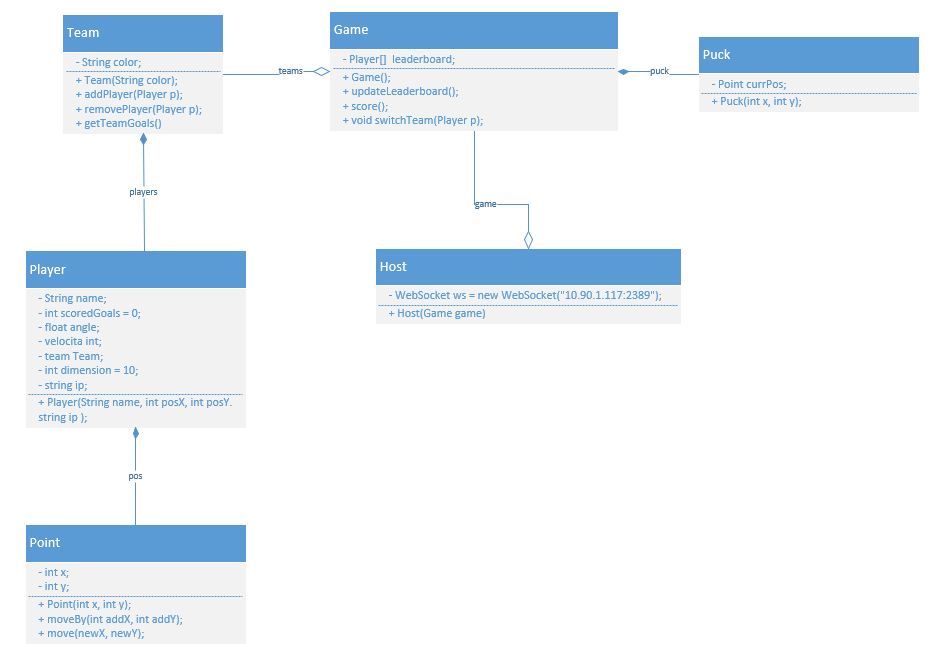 Team
- String color;
+ Team(String color);
+ addPlayer(Player p);
+ removePlayer(Player p);
+ getTeamGoals()
teams
Game
- Player[]  leaderboard;
+ Game();
+ updateLeaderboard();
+ score();
+ void switchTeam(Player p);
puck
Puck
- Point currPos;
+ Puck(int x, int y);
players
game
Player
- String name;
- int scoredGoals = 0;
- float angle;
- velocita int;
- team Team;
- int dimension = 10;
- string ip;
+ Player(String name, int posX, int posY.
string ip );
Host
- WebSocket ws = new WebSocket("10.90.1.117:2389");
+ Host(Game game)
pos
Point
- int x;
- int y;
+ Point(int x, int y);
+ moveBy(int addX, int addY);
+ move(newX, newY);